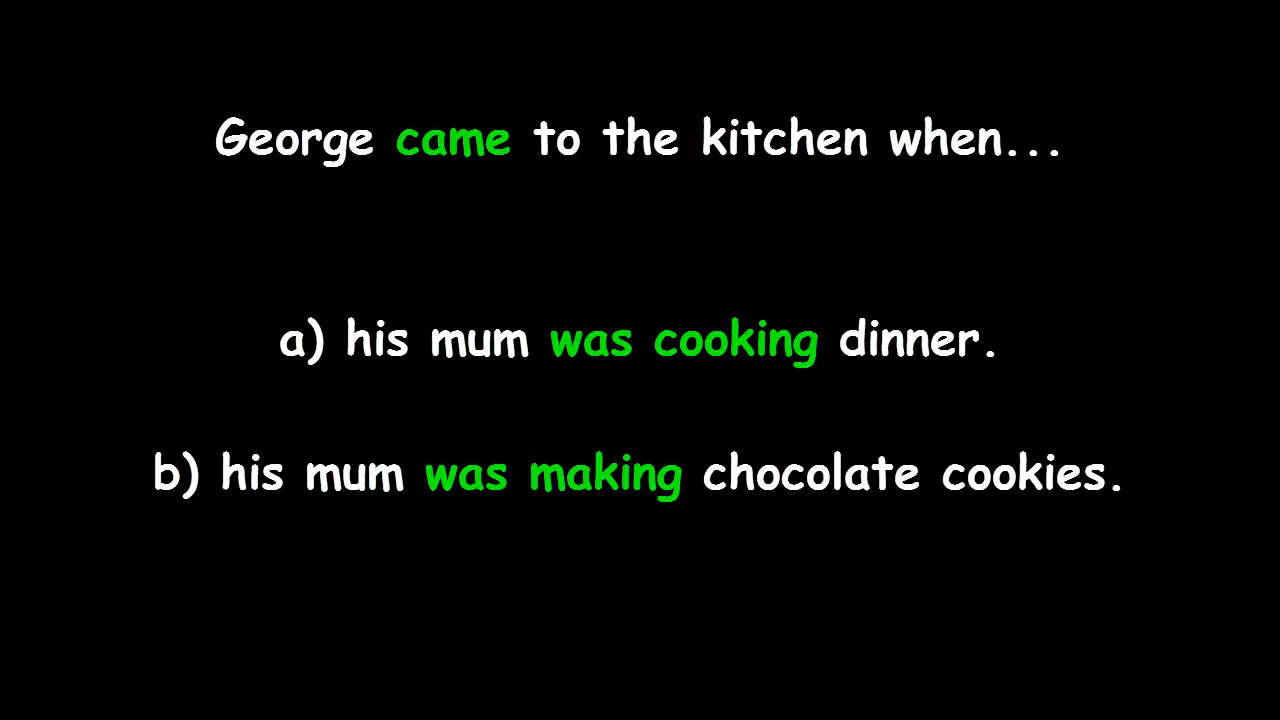 George came to the kitchen when...
a) his mum was cooking dinner.
b) his mum was making chocolate cookies.